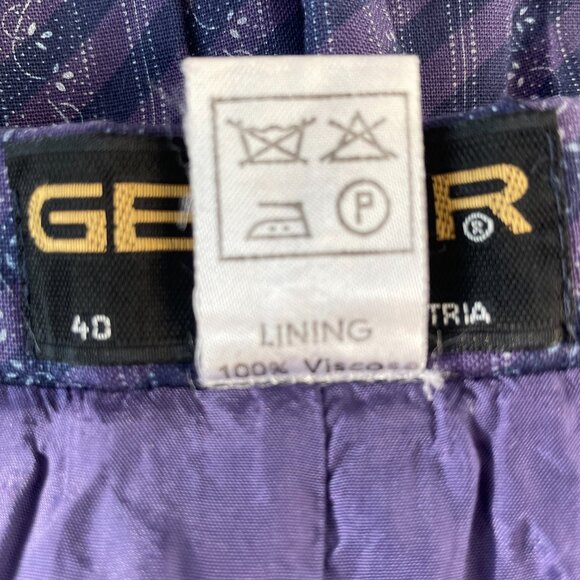 GE R®
40 TRIA
P
LINING
100% Viscose